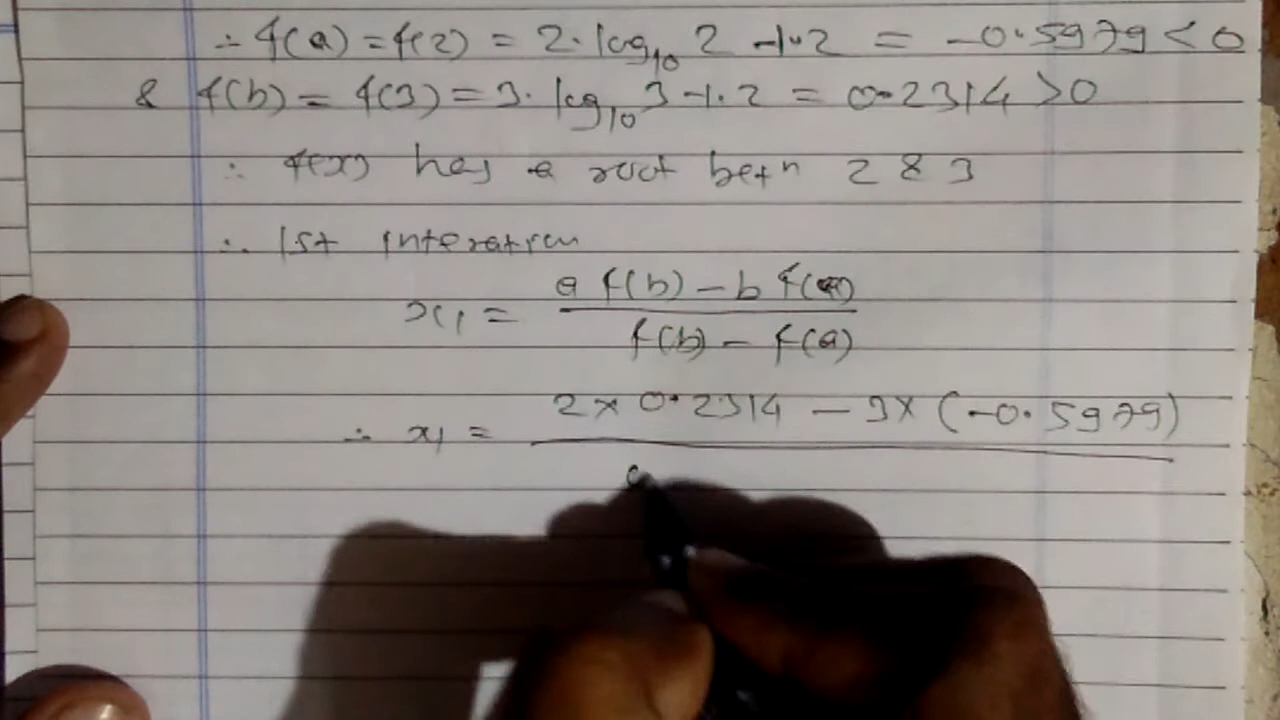 ∴ f(a) = f(2) = 2. log₁₀ 2 - 1.2 = -0.5979 < 0
& f(b) = f(3) = 3. log₁₀ 3 - 1.2 = 0.2314 > 0
∴ f(x) has a root betn 2 & 3
∴ 1st interation
x₁ = a f(b) - b f(a)
f(b) - f(a)
∴ x₁ = 2 × 0.2314 - 3 × (-0.5979)